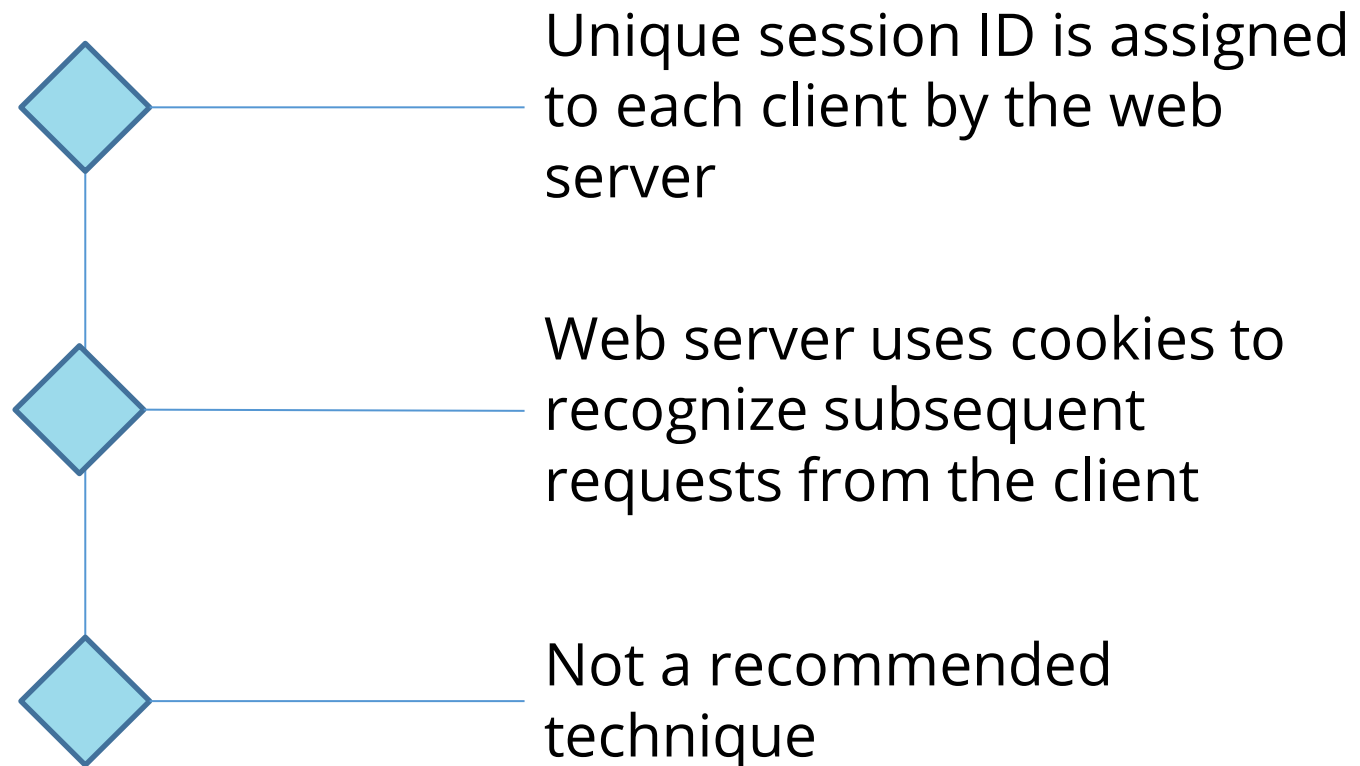 Unique session ID is assigned
to each client by the web
server
Web server uses cookies to
recognize subsequent
requests from the client
Not a recommended
technique